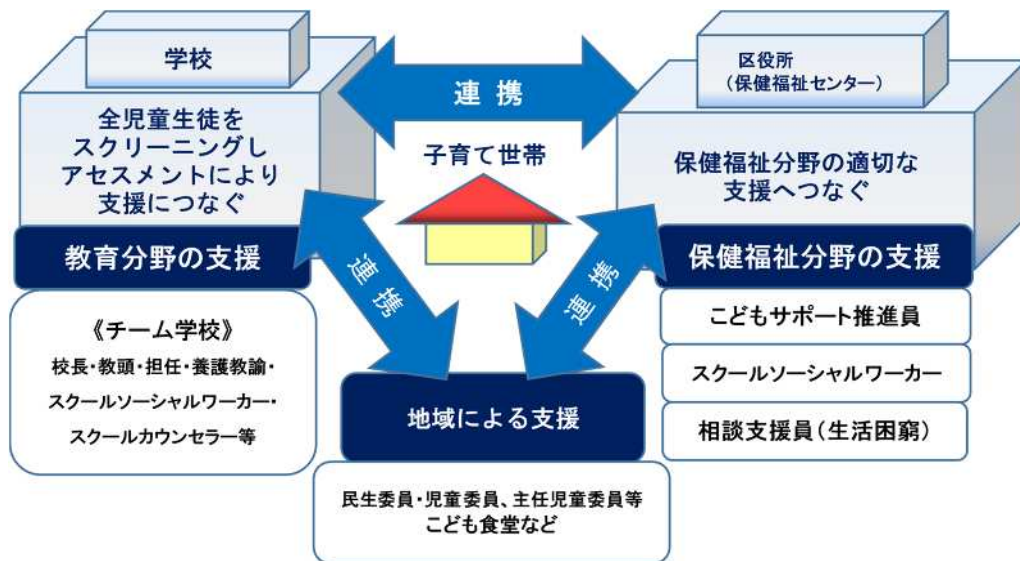 学校
全児童生徒を
スクリーニングし
アセスメントにより
支援につなぐ
教育分野の支援
《チーム学校》
校長・教頭・担任・養護教諭・
スクールソーシャルワーカー・
スクールカウンセラー等
連携
子育て世帯
連携
連携
区役所
(保健福祉センター)
保健福祉分野の適切な
支援へつなぐ
保健福祉分野の支援
こどもサポート推進員
スクールソーシャルワーカー
相談支援員(生活困窮)
地域による支援
民生委員・児童委員、主任児童委員等
こども食堂など